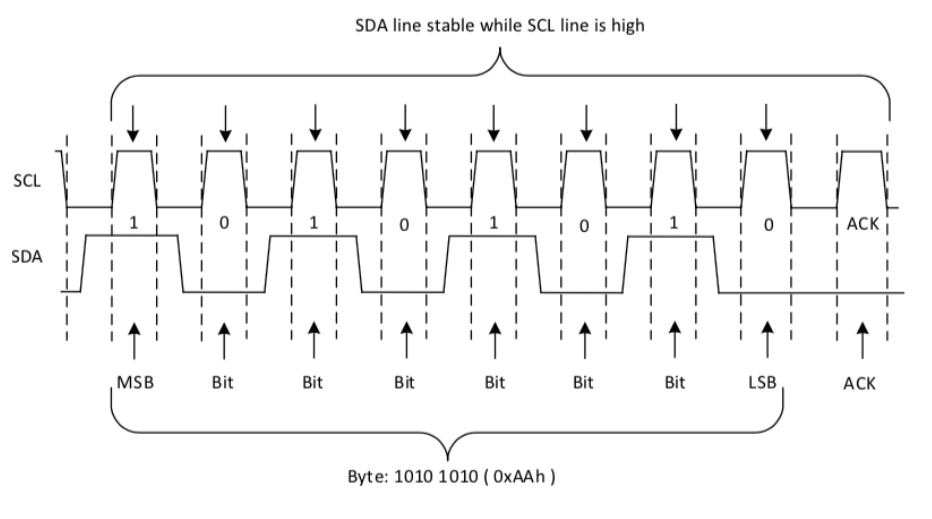 SDA line stable while SCL line is high
SCL
1 0 1 0 1 0 1 0 ACK
SDA
MSB Bit Bit Bit Bit Bit Bit LSB ACK
Byte: 1010 1010 ( 0xAAh )